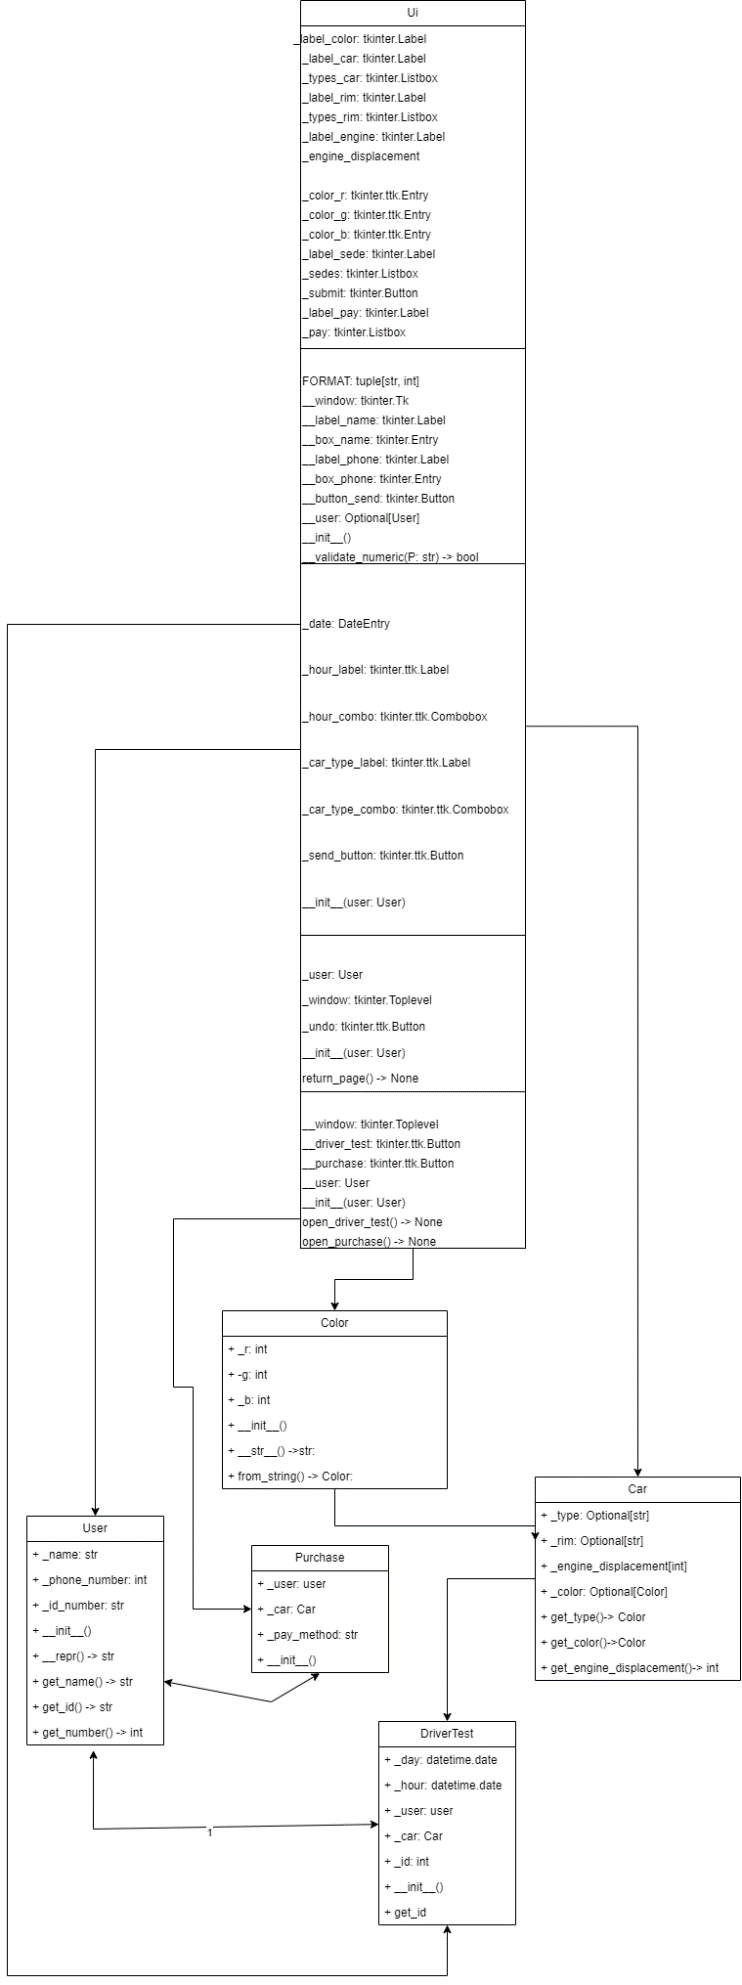 Ui
_label_color: tkinter.Label
_label_car: tkinter.Label
_types_car: tkinter.Listbox
_label_rim: tkinter.Label
_types_rim: tkinter.Listbox
_label_engine: tkinter.Label
_engine_displacement
_color_r: tkinter.ttk.Entry
_color_g: tkinter.ttk.Entry
_color_b: tkinter.ttk.Entry
_label_sede: tkinter.Label
_sedes: tkinter.Listbox
_submit: tkinter.Button
_label_pay: tkinter.Label
_pay: tkinter.Listbox
FORMAT: tuple[str, int]
__window: tkinter.Tk
__label_name: tkinter.Label
__box_name: tkinter.Entry
__label_phone: tkinter.Label
__box_phone: tkinter.Entry
__button_send: tkinter.Button
__user: Optional[User]
__init__()
__validate_numeric(P: str) -> bool
_date: DateEntry
_hour_label: tkinter.ttk.Label
_hour_combo: tkinter.ttk.Combobox
_car_type_label: tkinter.ttk.Label
_car_type_combo: tkinter.ttk.Combobox
_send_button: tkinter.ttk.Button
__init__(user: User)
_user: User
_window: tkinter.Toplevel
_undo: tkinter.ttk.Button
__init__(user: User)
return_page() -> None
__window: tkinter.Toplevel
__driver_test: tkinter.ttk.Button
__purchase: tkinter.ttk.Button
__user: User
__init__(user: User)
open_driver_test() -> None
open_purchase() -> None
Color
+ _r: int
+ -g: int
+ _b: int
+ __init__()
+ __str__() ->str:
+ from_string() -> Color:
Car
+ _type: Optional[str]
+ _rim: Optional[str]
+ _engine_displacement[int]
+ _color: Optional[Color]
+ get_type()-> Color
+ get_color()->Color
+ get_engine_displacement()-> int
User
+ _name: str
+ _phone_number: int
+ _id_number: str
+ __init__()
+ __repr() -> str
+ get_name() -> str
+ get_id() -> str
+ get_number() -> int
Purchase
+ _user: user
+ _car: Car
+ _pay_method: str
+ __init__()
DriverTest
+ _day: datetime.date
+ _hour: datetime.date
+ _user: user
+ _car: Car
+ _id: int
+ __init__()
+ get_id
1